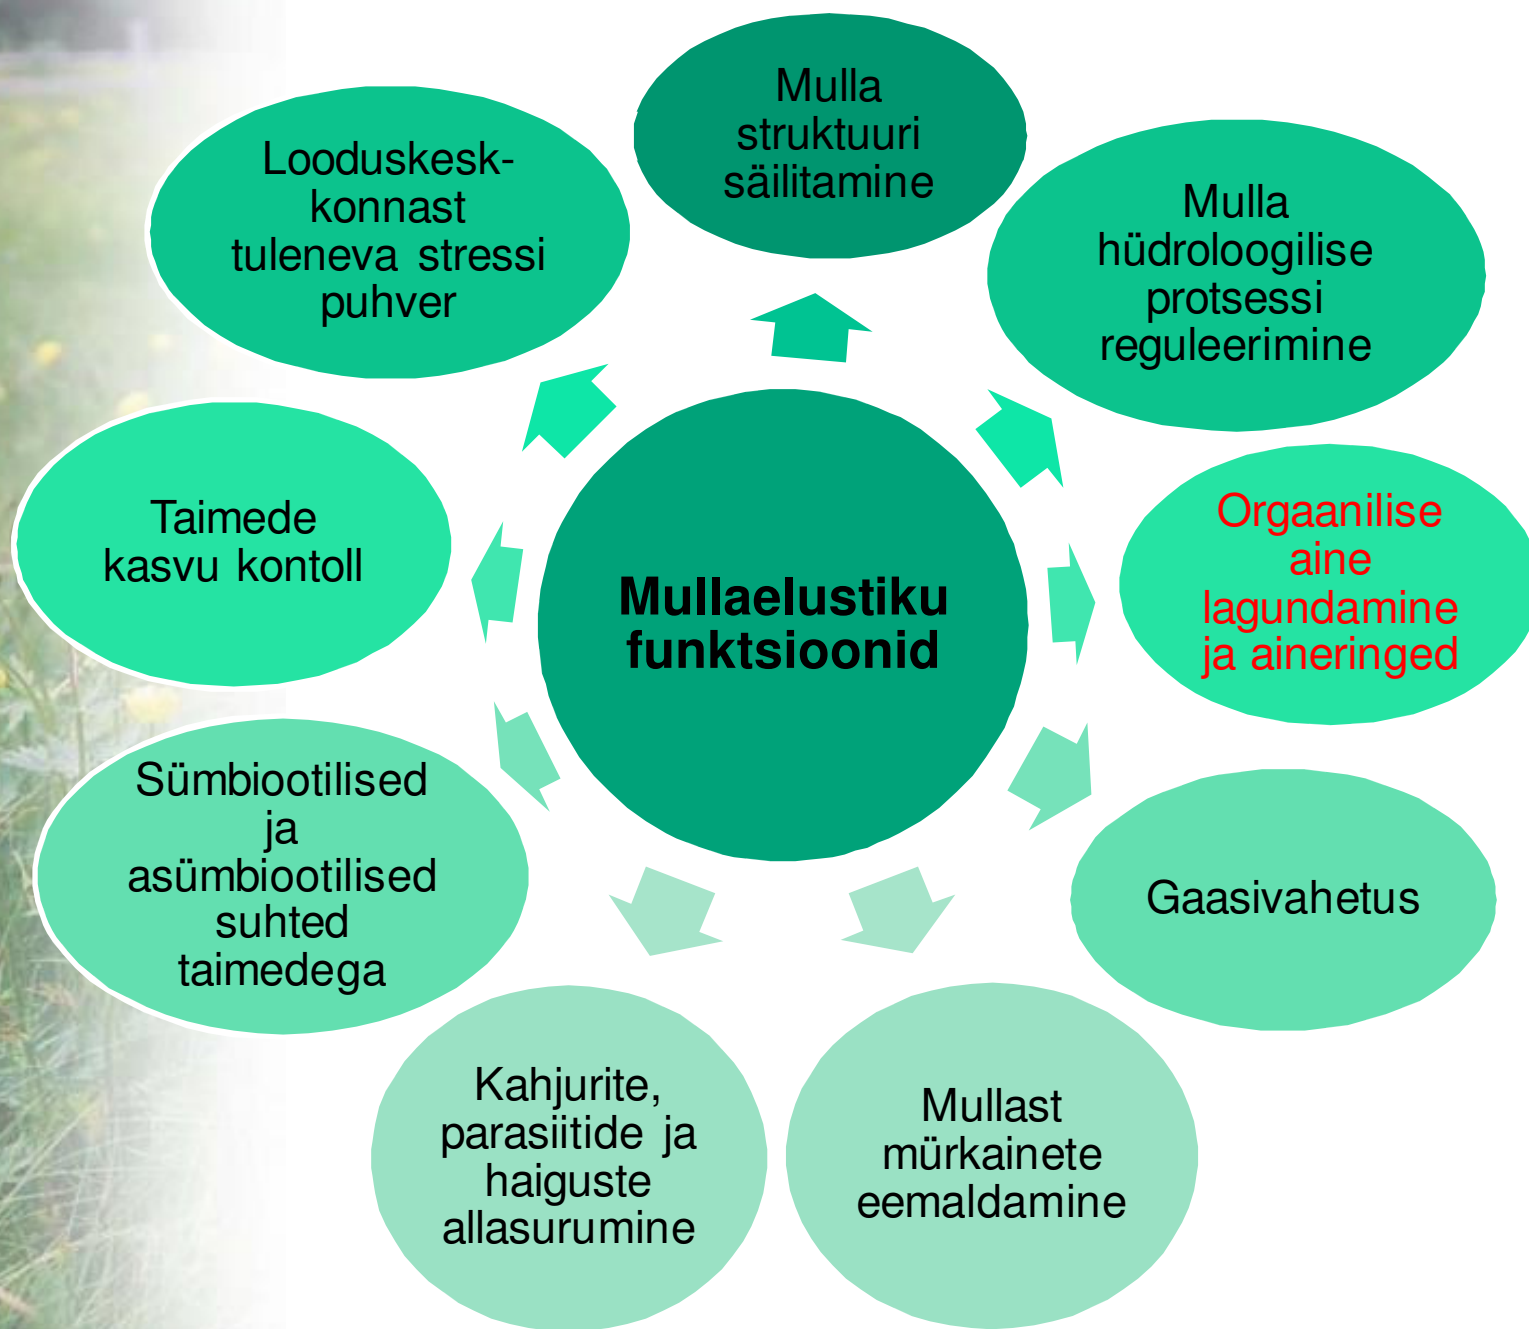 Mulla
struktuuri
säilitamine
Mulla
hüdroloogilise
protsessi
reguleerimine
Orgaanilise
aine
lagundamine
ja aineringed
Gaasivahetus
Mullast
mürkainete
eemaldamine
Kahjurite,
parasiitide ja
haiguste
allasurumine
Sümbiootilised
ja
asümbiootilised
suhted
taimedega
Taimede
kasvu kontoll
Looduskesk-
konnast
tuleneva stressi
puhver
Mullaelustiku
funktsioonid